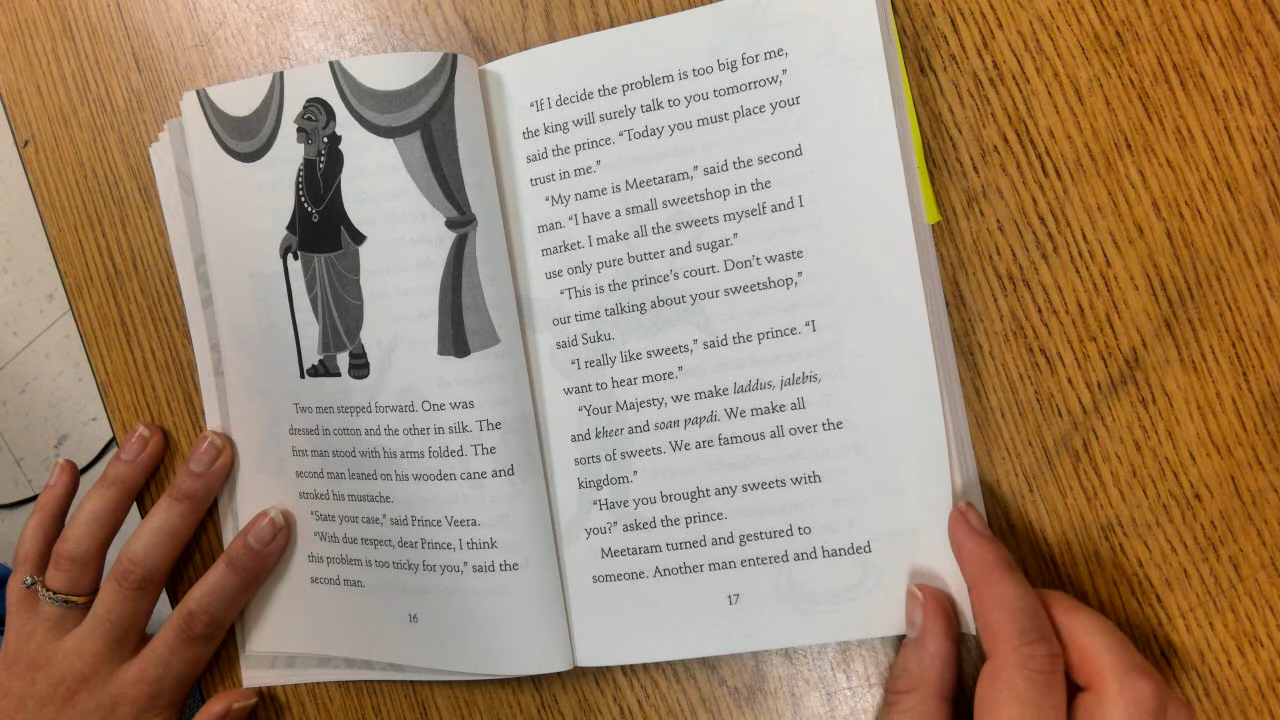 Two men stepped forward. One was
dressed in cotton and the other in silk. The
first man stood with his arms folded. The
second man leaned on his wooden cane and
stroked his mustache.
“State your case,” said Prince Veera.
“With due respect, dear Prince, I think
this problem is too tricky for you,” said the
second man.
16
“If I decide the problem is too big for me,
the king will surely talk to you tomorrow,”
said the prince. “Today you must place your
trust in me.”
“My name is Meetaram,” said the second
man. “I have a small sweetshop in the
market. I make all the sweets myself and I
use only pure butter and sugar.”
“This is the prince’s court. Don’t waste
our time talking about your sweetshop,”
said Suku.
“I really like sweets,” said the prince. “I
want to hear more.”
“Your Majesty, we make laddus, jalebis,
and kheer and soan papdi. We make all
sorts of sweets. We are famous all over the
kingdom.”
“Have you brought any sweets with
you?” asked the prince.
Meetaram turned and gestured to
someone. Another man entered and handed
17